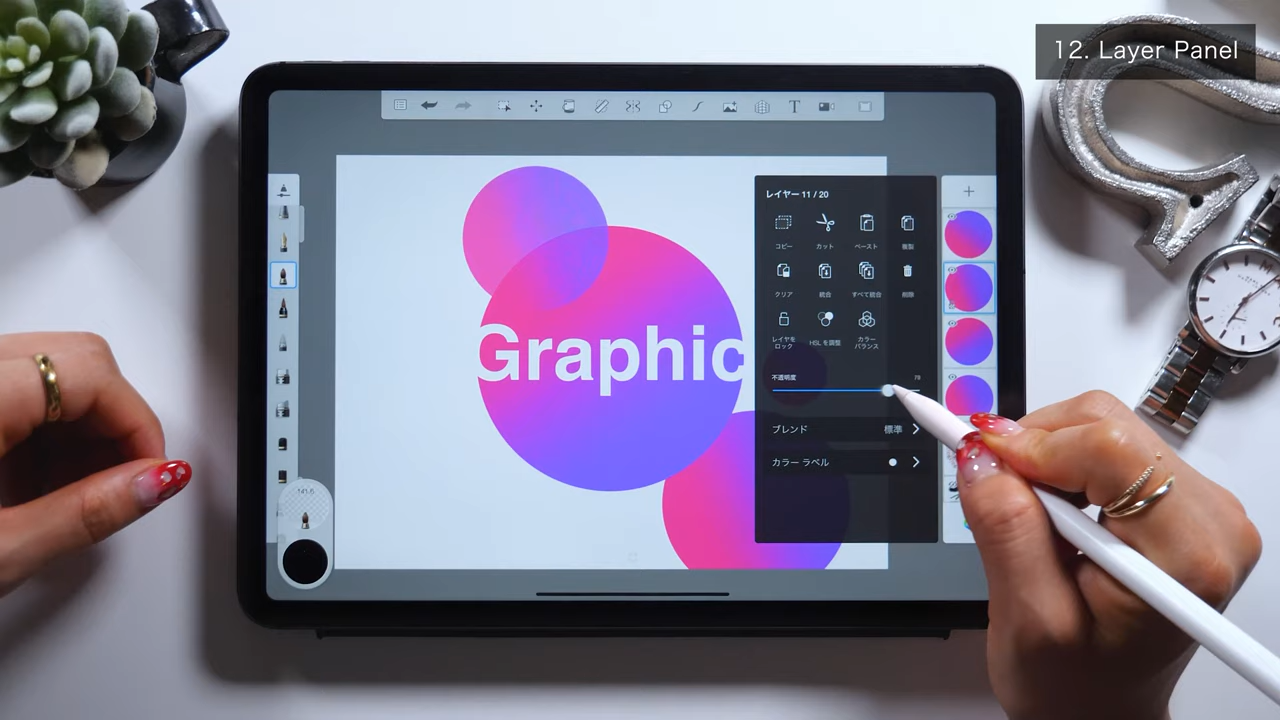 12. Layer Panel
T
レイヤー 11 / 20
コピー
カット
ペースト
複製
クリア
統合
すべて統合
削除
レイヤを
ロック
HSL を調整
カラー
バランス
不透明度
79
ブレンド
標準
カラー ラベル
Graphic
141.0